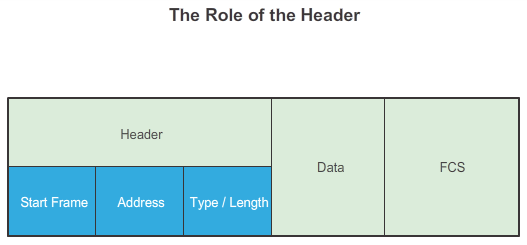 The Role of the Header
Header
Data
FCS
Start Frame
Address
Type / Length